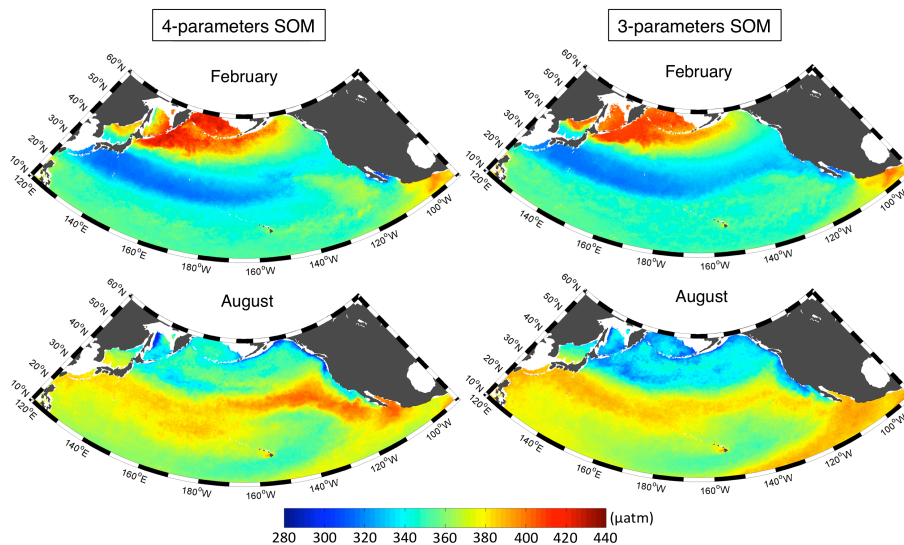 4-parameters SOM
3-parameters SOM
February
60°N
50°N
40°N
30°N
20°N
10°N
120°E
140°E
160°E
180°W
160°W
140°W
120°W
100°W
February
60°N
50°N
40°N
30°N
20°N
10°N
120°E
140°E
160°E
180°W
160°W
140°W
120°W
100°W
August
60°N
50°N
40°N
30°N
20°N
10°N
120°E
140°E
160°E
180°W
160°W
140°W
120°W
100°W
August
60°N
50°N
40°N
30°N
20°N
10°N
120°E
140°E
160°E
180°W
160°W
140°W
120°W
100°W
(μatm)
280 300 320 340 360 380 400 420 440